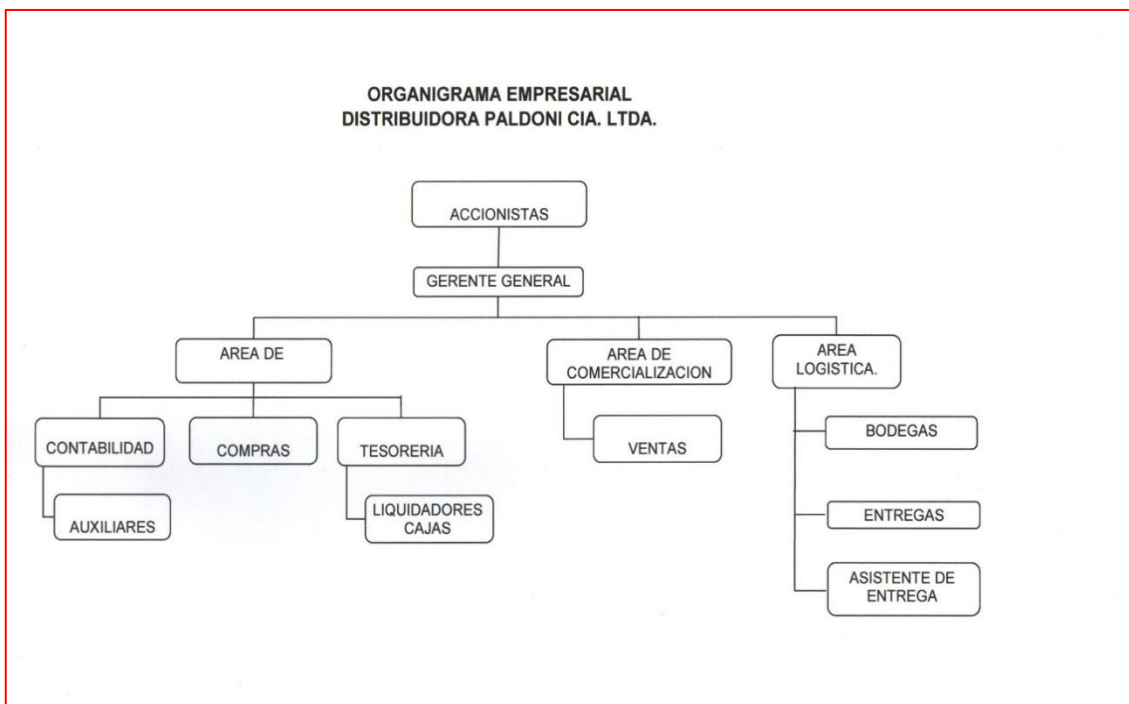 ORGANIGRAMA EMPRESARIAL
DISTRIBUIDORA PALDONI CIA. LTDA.
ACCIONISTAS
GERENTE GENERAL
AREA DE
AREA DE
COMERCIALIZACION
AREA
LOGISTICA.
CONTABILIDAD
COMPRAS
TESORERIA
VENTAS
BODEGAS
AUXILIARES
LIQUIDADORES
CAJAS
ENTREGAS
ASISTENTE DE
ENTREGA